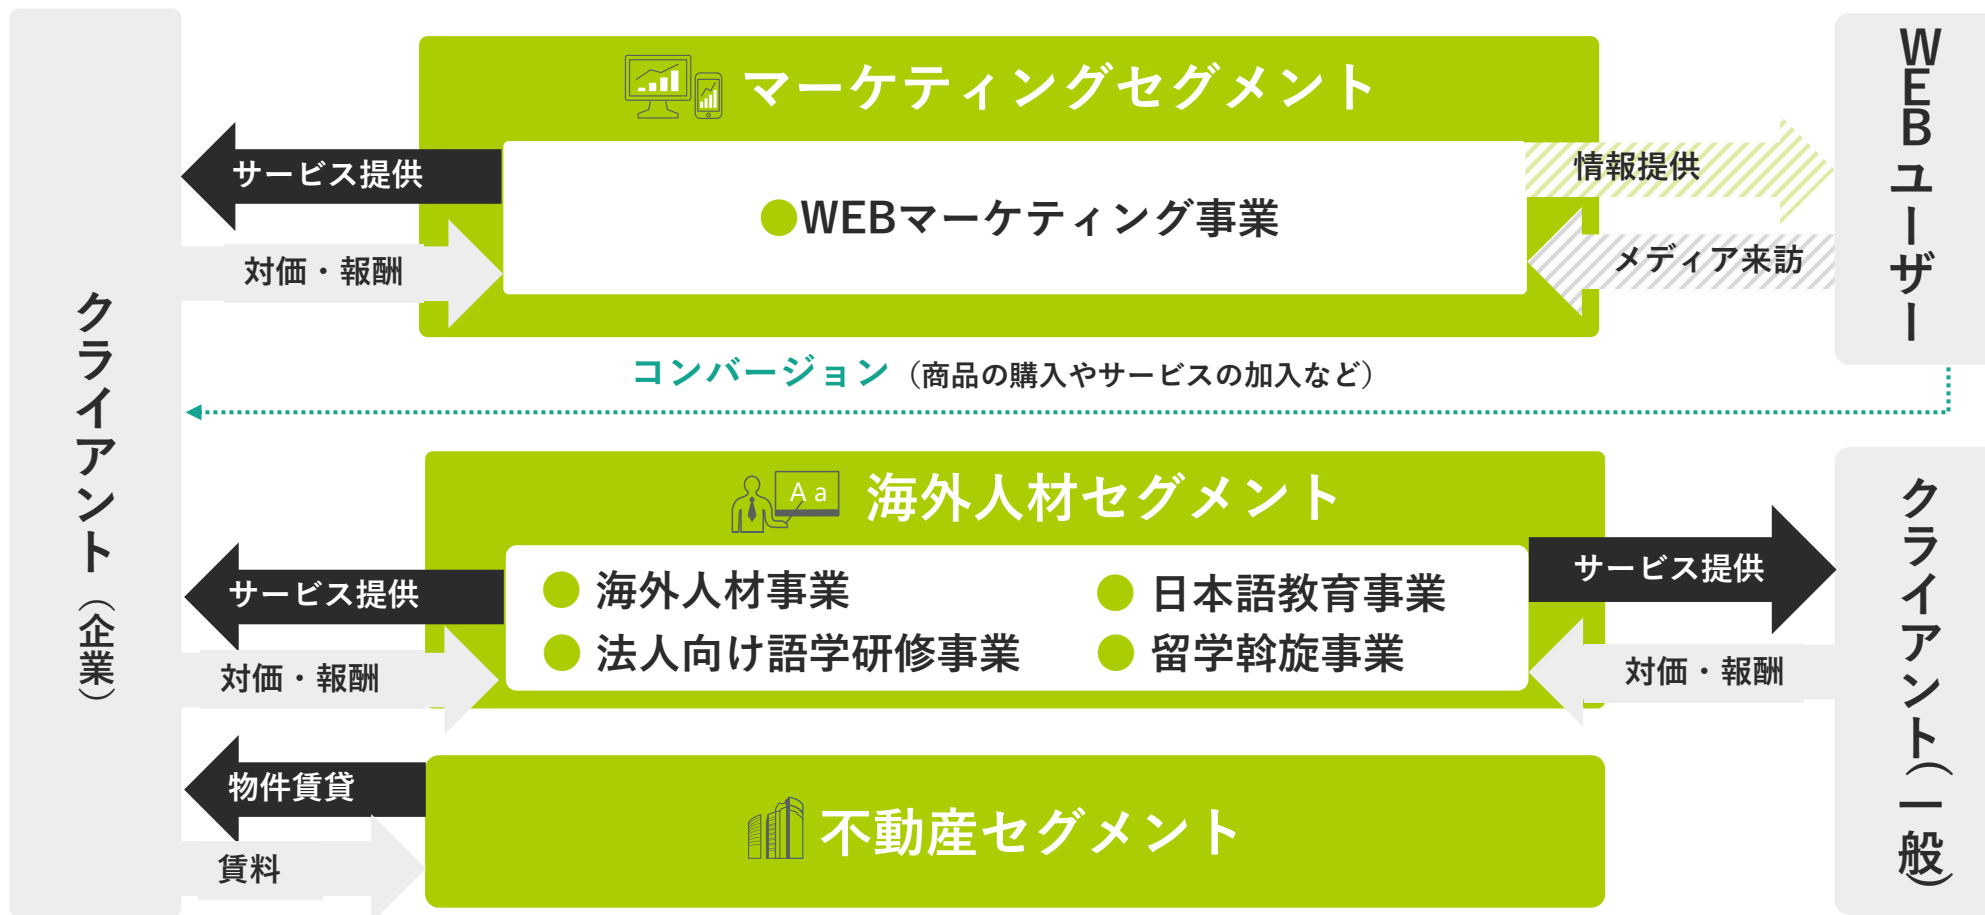 クライアント（企業）
マーケティングセグメント
サービス提供
対価・報酬
●WEBマーケティング事業
情報提供
メディア来訪
WEBユーザー
コンバージョン（商品の購入やサービスの加入など）
Aa
海外人材セグメント
サービス提供
対価・報酬
● 海外人材事業
● 日本語教育事業
● 法人向け語学研修事業
● 留学斡旋事業
サービス提供
対価・報酬
クライアント（一般）
物件賃貸
賃料
不動産セグメント